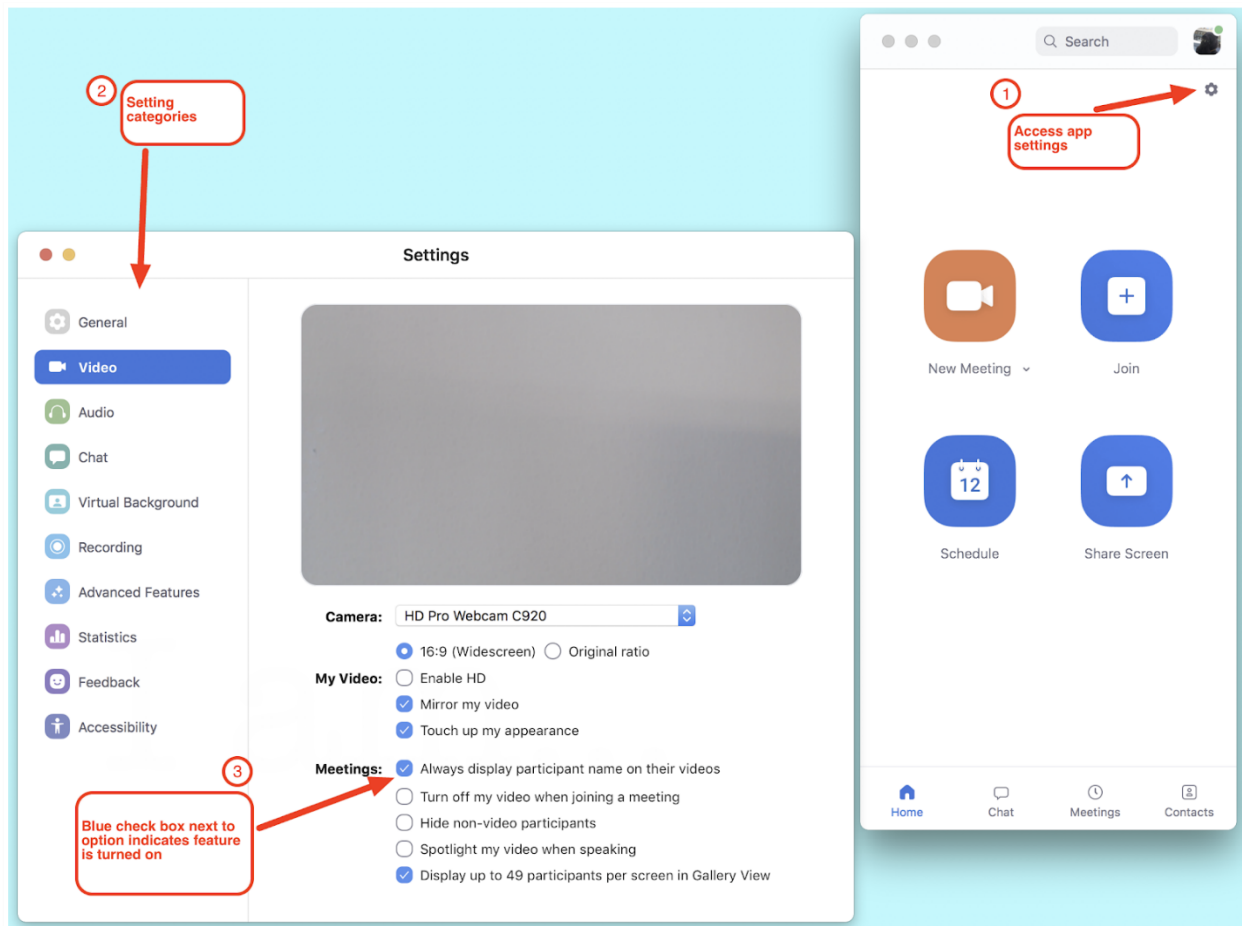 Search
1
Access app
settings
2
Setting
categories
Settings
General
Video
Audio
Chat
Virtual Background
Recording
Advanced Features
Statistics
Feedback
Accessibility
Camera: HD Pro Webcam C920
16:9 (Widescreen) Original ratio
My Video: Enable HD
Mirror my video
Touch up my appearance
Meetings: Always display participant name on their videos
Turn off my video when joining a meeting
Hide non-video participants
Spotlight my video when speaking
Display up to 49 participants per screen in Gallery View
3
Blue check box next to
option indicates feature
is turned on
New Meeting Join
12
Schedule Share Screen
Home Chat Meetings Contacts